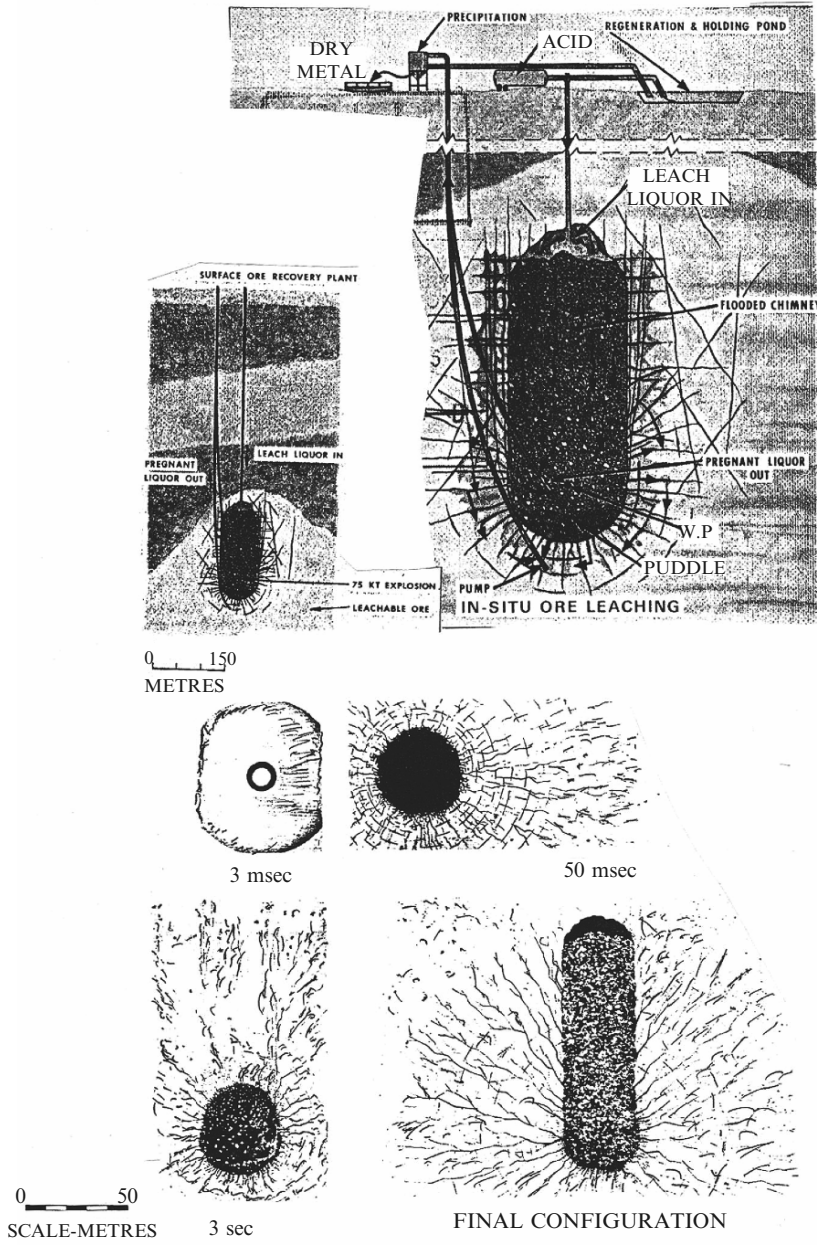 PRECIPITATION
REGENERATION & HOLDING POND
DRY
METAL
ACID
LEACH
LIQUOR IN
SURFACE ORE RECOVERY PLANT
FLOODED CHIMNEY
S
D
PREGNANT
LIQUOR OUT
LEACH LIQUOR IN
PREGNANT LIQUOR
OUT
W.P
PUDDLE
75 KT EXPLOSION
PUMP
LEACHABLE ORE
IN-SITU ORE LEACHING
0 150
METRES
3 msec
50 msec
0 50
SCALE-METRES
3 sec
FINAL CONFIGURATION